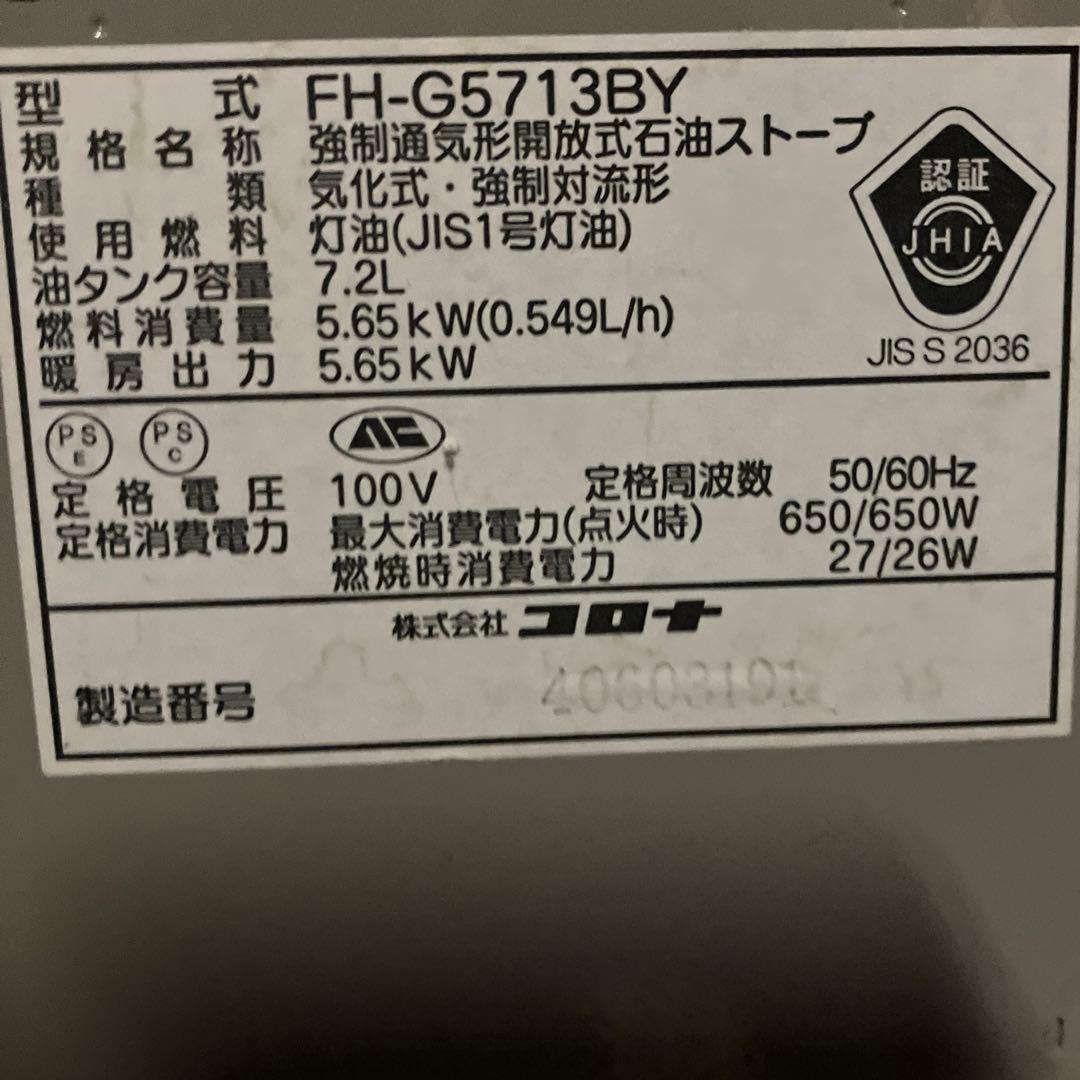 型式 FH-G5713BY
規格名称 強制通気形開放式石油ストーブ
種類 気化式・強制対流形
使用燃料 灯油(JIS1号灯油)
油タンク容量 7.2L
燃料消費量 5.65kW(0.549L/h)
暖房出力 5.65kW
認証
JHIA
JIS S 2036
PS E PS C
定格電圧 100V 定格周波数 50/60Hz
定格消費電力 最大消費電力(点火時) 650/650W
燃焼時消費電力 27/26W
株式会社コロナ
製造番号 40603191